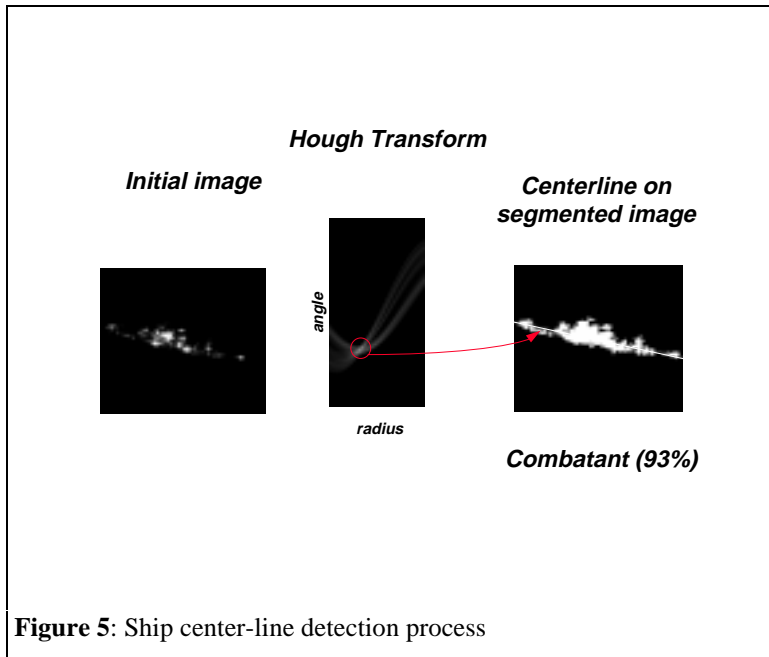 Hough Transform
Initial image
Centerline on
segmented image
angle
radius
Combatant (93%)
Figure 5: Ship center-line detection process